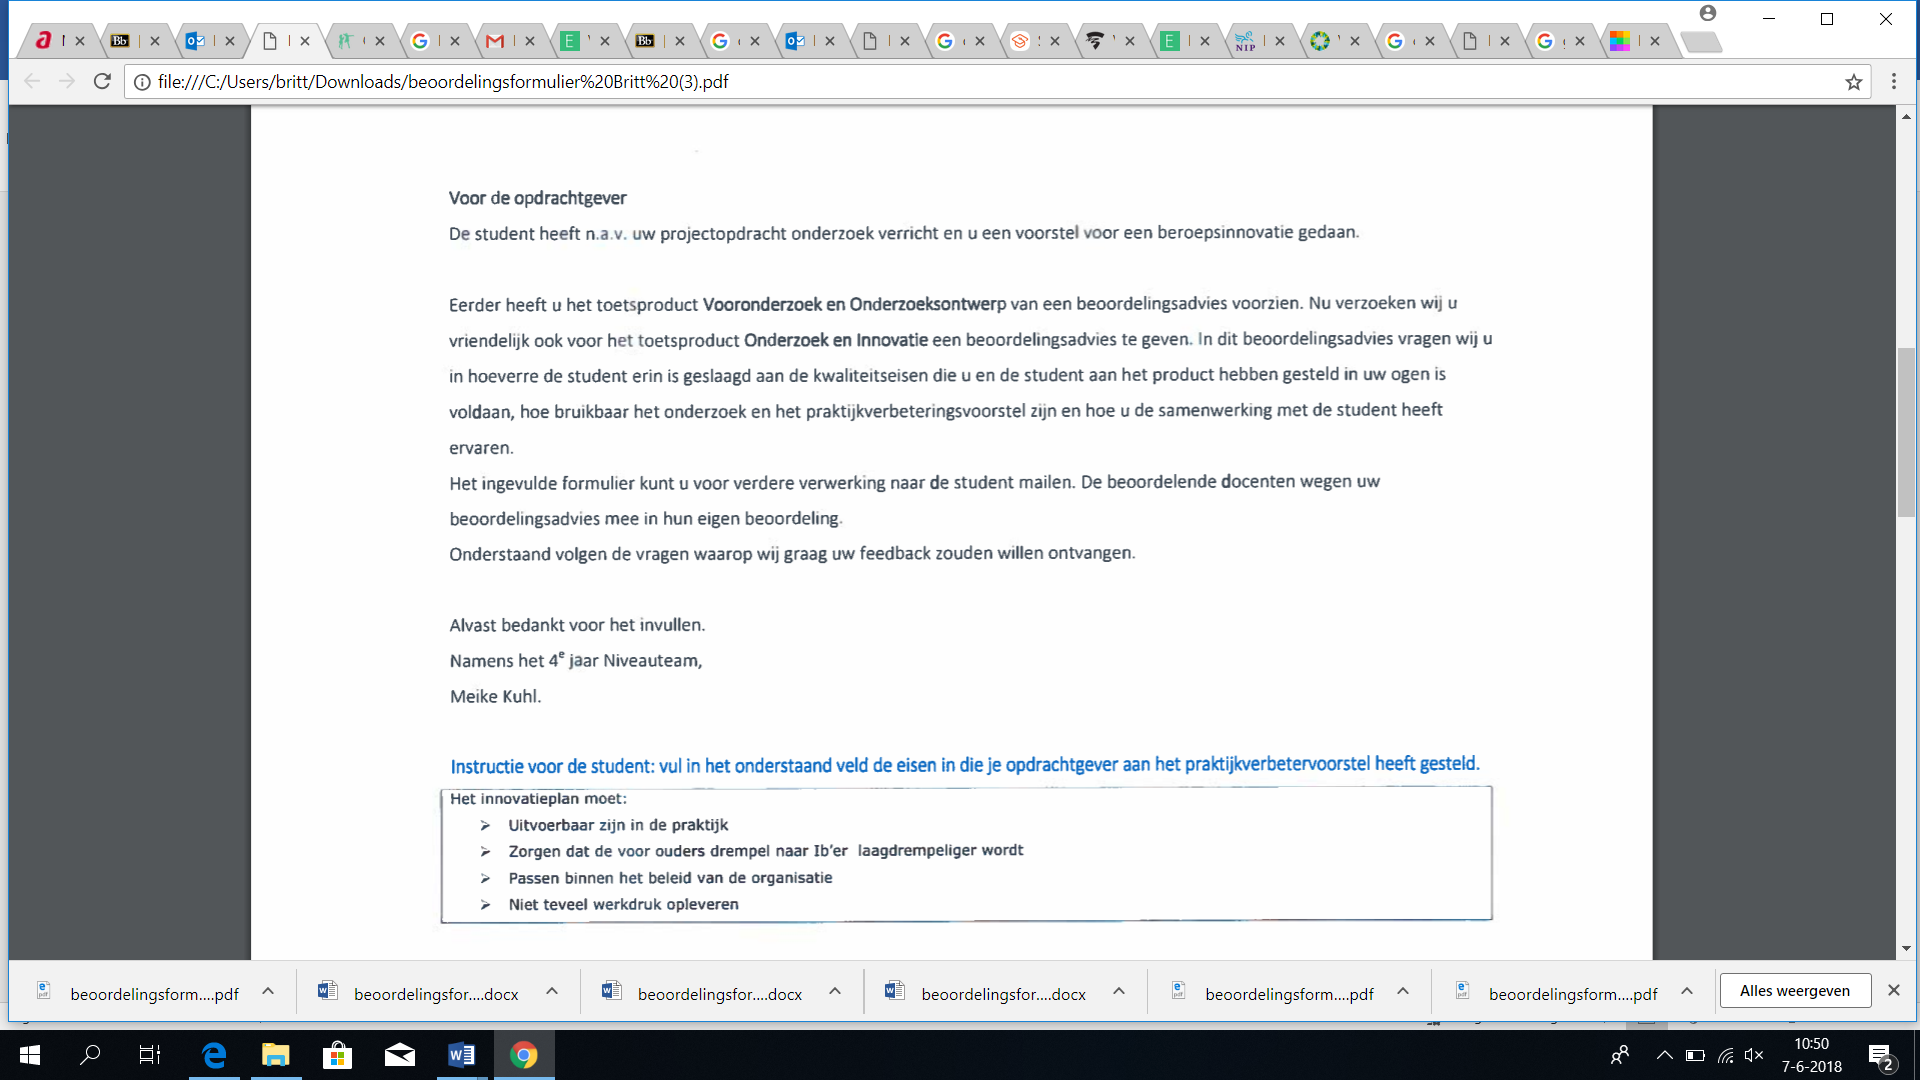 file:///C:/Users/britt/Downloads/beoordelingsformulier%20Britt%20(3).pdf
Voor de opdrachtgever
De student heeft n.a.v. uw projectopdracht onderzoek verricht en u een voorstel voor een beroepsinnovatie gedaan.
Eerder heeft u het toetsproduct Vooronderzoek en Onderzoeksontwerp van een beoordelingsadvies voorzien. Nu verzoeken wij u
vriendelijk ook voor het toetsproduct Onderzoek en Innovatie een beoordelingsadvies te geven. In dit beoordelingsadvies vragen wij u
in hoeverre de student erin is geslaagd aan de kwaliteitseisen die u en de student aan het product hebben gesteld in uw ogen is
voldaan, hoe bruikbaar het onderzoek en het praktijkverbeteringsvoorstel zijn en hoe u de samenwerking met de student heeft
ervaren.
Het ingevulde formulier kunt u voor verdere verwerking naar de student mailen. De beoordelende docenten wegen uw
beoordelingsadvies mee in hun eigen beoordeling.
Onderstaand volgen de vragen waarop wij graag uw feedback zouden willen ontvangen.
Alvast bedankt voor het invullen.
Namens het 4e jaar Niveauteam,
Meike Kuhl.
Instructie voor de student: vul in het onderstaand veld de eisen in die je opdrachtgever aan het praktijkverbetervoorstel heeft gesteld.
Het innovatieplan moet:
➢ Uitvoerbaar zijn in de praktijk
➢ Zorgen dat de voor ouders drempel naar Ib'er laagdrempeliger wordt
➢ Passen binnen het beleid van de organisatie
➢ Niet teveel werkdruk opleveren
beoordelingsform....pdf
beoordelingsfor....docx
beoordelingsfor....docx
beoordelingsfor....docx
beoordelingsform....pdf
beoordelingsform....pdf
Alles weergeven
10:50
7-6-2018
2